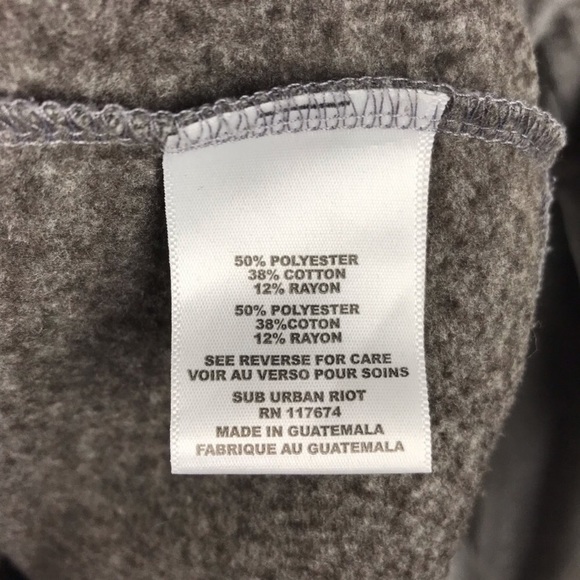 50% POLYESTER
38% COTTON
12% RAYON
50% POLYESTER
38%COTON
12% RAYON
SEE REVERSE FOR CARE
VOIR AU VERSO POUR SOINS
SUB URBAN RIOT
RN 117674
MADE IN GUATEMALA
FABRIQUE AU GUATEMALA